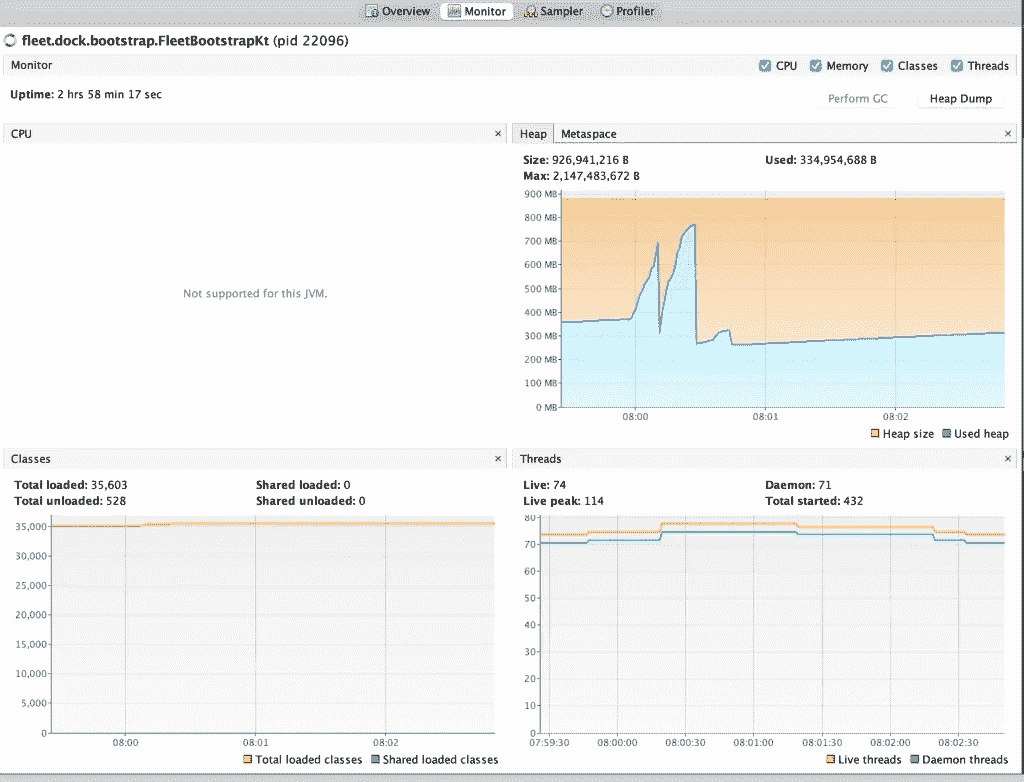 Overview Monitor Sampler Profiler
fleet.dock.bootstrap.FleetBootstrapKt (pid 22096)
Monitor
CPU Memory Classes Threads
Uptime: 2 hrs 58 min 17 sec
Perform GC Heap Dump
CPU ×
Not supported for this JVM.
Heap Metaspace ×
Size: 926,941,216 B Used: 334,954,688 B
Max: 2,147,483,672 B
900 MB
800 MB
700 MB
600 MB
500 MB
400 MB
300 MB
200 MB
100 MB
0 MB
08:00 08:01 08:02
Heap size Used heap
Classes ×
Total loaded: 35,603 Shared loaded: 0
Total unloaded: 528 Shared unloaded: 0
35,000
30,000
25,000
20,000
15,000
10,000
5,000
0
08:00 08:01 08:02
Total loaded classes Shared loaded classes
Threads ×
Live: 74 Daemon: 71
Live peak: 114 Total started: 432
80
70
60
50
40
30
20
10
0
07:59:30 08:00:00 08:00:30 08:01:00 08:01:30 08:02:00 08:02:30
Live threads Daemon threads